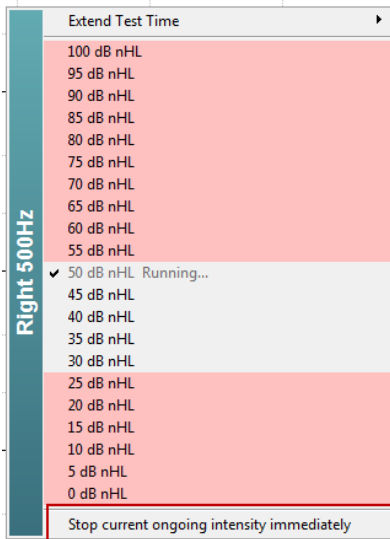 Extend Test Time
100 dB nHL
95 dB nHL
90 dB nHL
85 dB nHL
80 dB nHL
75 dB nHL
70 dB nHL
65 dB nHL
60 dB nHL
55 dB nHL
50 dB nHL Running...
45 dB nHL
40 dB nHL
35 dB nHL
30 dB nHL
25 dB nHL
20 dB nHL
15 dB nHL
10 dB nHL
5 dB nHL
0 dB nHL
Stop current ongoing intensity immediately
Right 500Hz